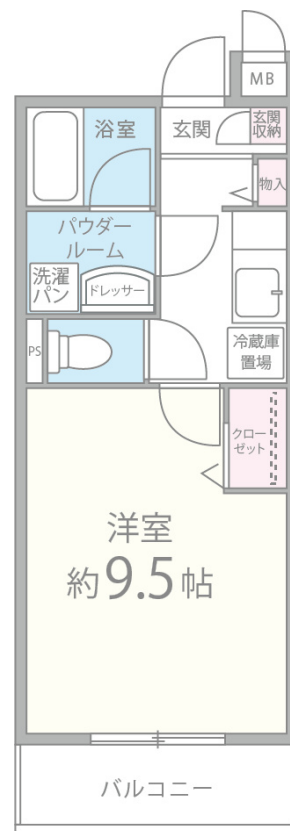 MB
浴室
玄関
玄関
収納
物入
パウダー
ルーム
洗濯
パン
ドレッサー
PS
冷蔵庫
置場
クロー
ゼット
洋室
約9.5帖
バルコニー